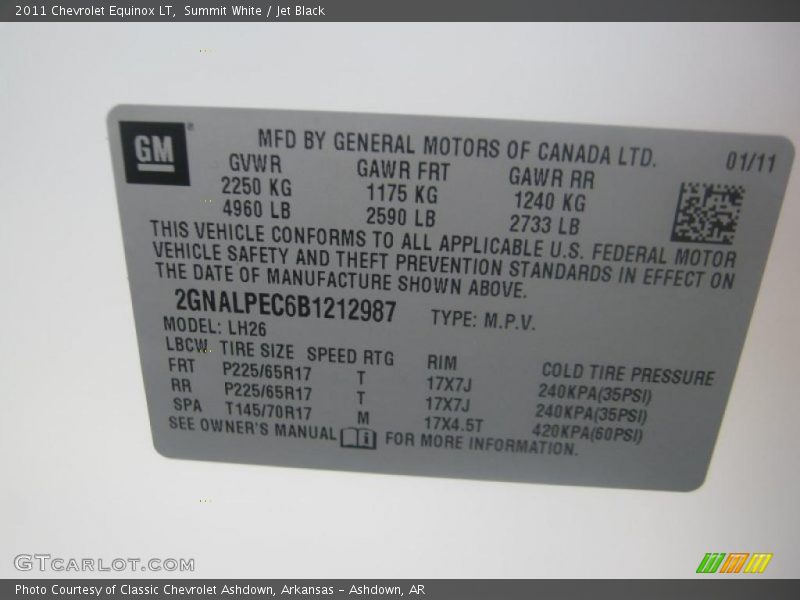 2011 Chevrolet Equinox LT,  Summit White / Jet Black
GM
MFD BY GENERAL MOTORS OF CANADA LTD. 01/11
GVWR GAWR FRT GAWR RR
2250 KG 1175 KG 1240 KG
4960 LB 2590 LB 2733 LB
THIS VEHICLE CONFORMS TO ALL APPLICABLE U.S. FEDERAL MOTOR
VEHICLE SAFETY AND THEFT PREVENTION STANDARDS IN EFFECT ON
THE DATE OF MANUFACTURE SHOWN ABOVE.
2GNALPEC6B1212987 TYPE: M.P.V.
MODEL: LH26
LBCW TIRE SIZE SPEED RTG RIM COLD TIRE PRESSURE
FRT P225/65R17 T 17X7J 240KPA(35PSI)
RR P225/65R17 T 17X7J 240KPA(35PSI)
SPA T145/70R17 M 17X4.5T 420KPA(60PSI)
SEE OWNER'S MANUAL FOR MORE INFORMATION.
GTCARLOT.COM
Photo Courtesy of Classic Chevrolet Ashdown, Arkansas - Ashdown, AR